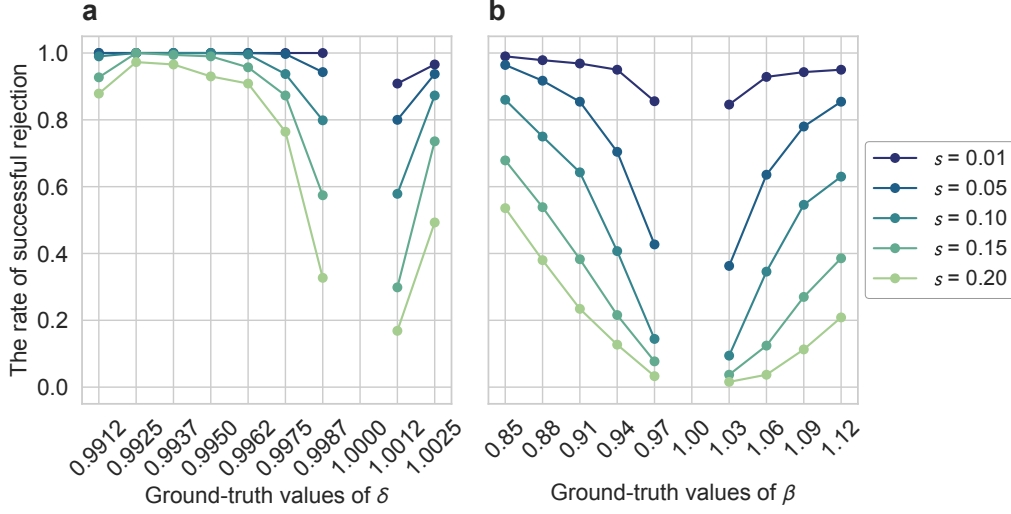 a
b
The rate of successful rejection
1.0
0.8
0.6
0.4
0.2
0.0
0.9912
0.9925
0.9937
0.9950
0.9962
0.9975
0.9987
1.0000
1.0012
1.0025
Ground-truth values of δ
0.85
0.88
0.91
0.94
0.97
1.00
1.03
1.06
1.09
1.12
Ground-truth values of β
s = 0.01
s = 0.05
s = 0.10
s = 0.15
s = 0.20